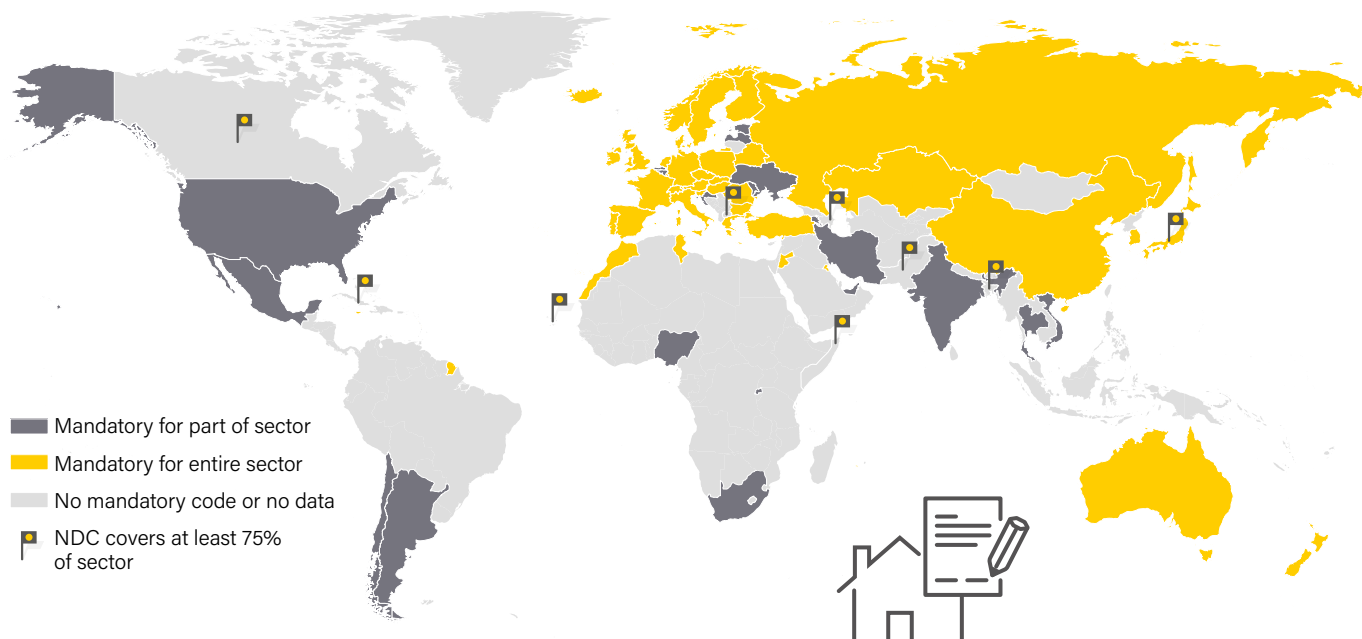 Mandatory for part of sector
Mandatory for entire sector
No mandatory code or no data
NDC covers at least 75%
of sector